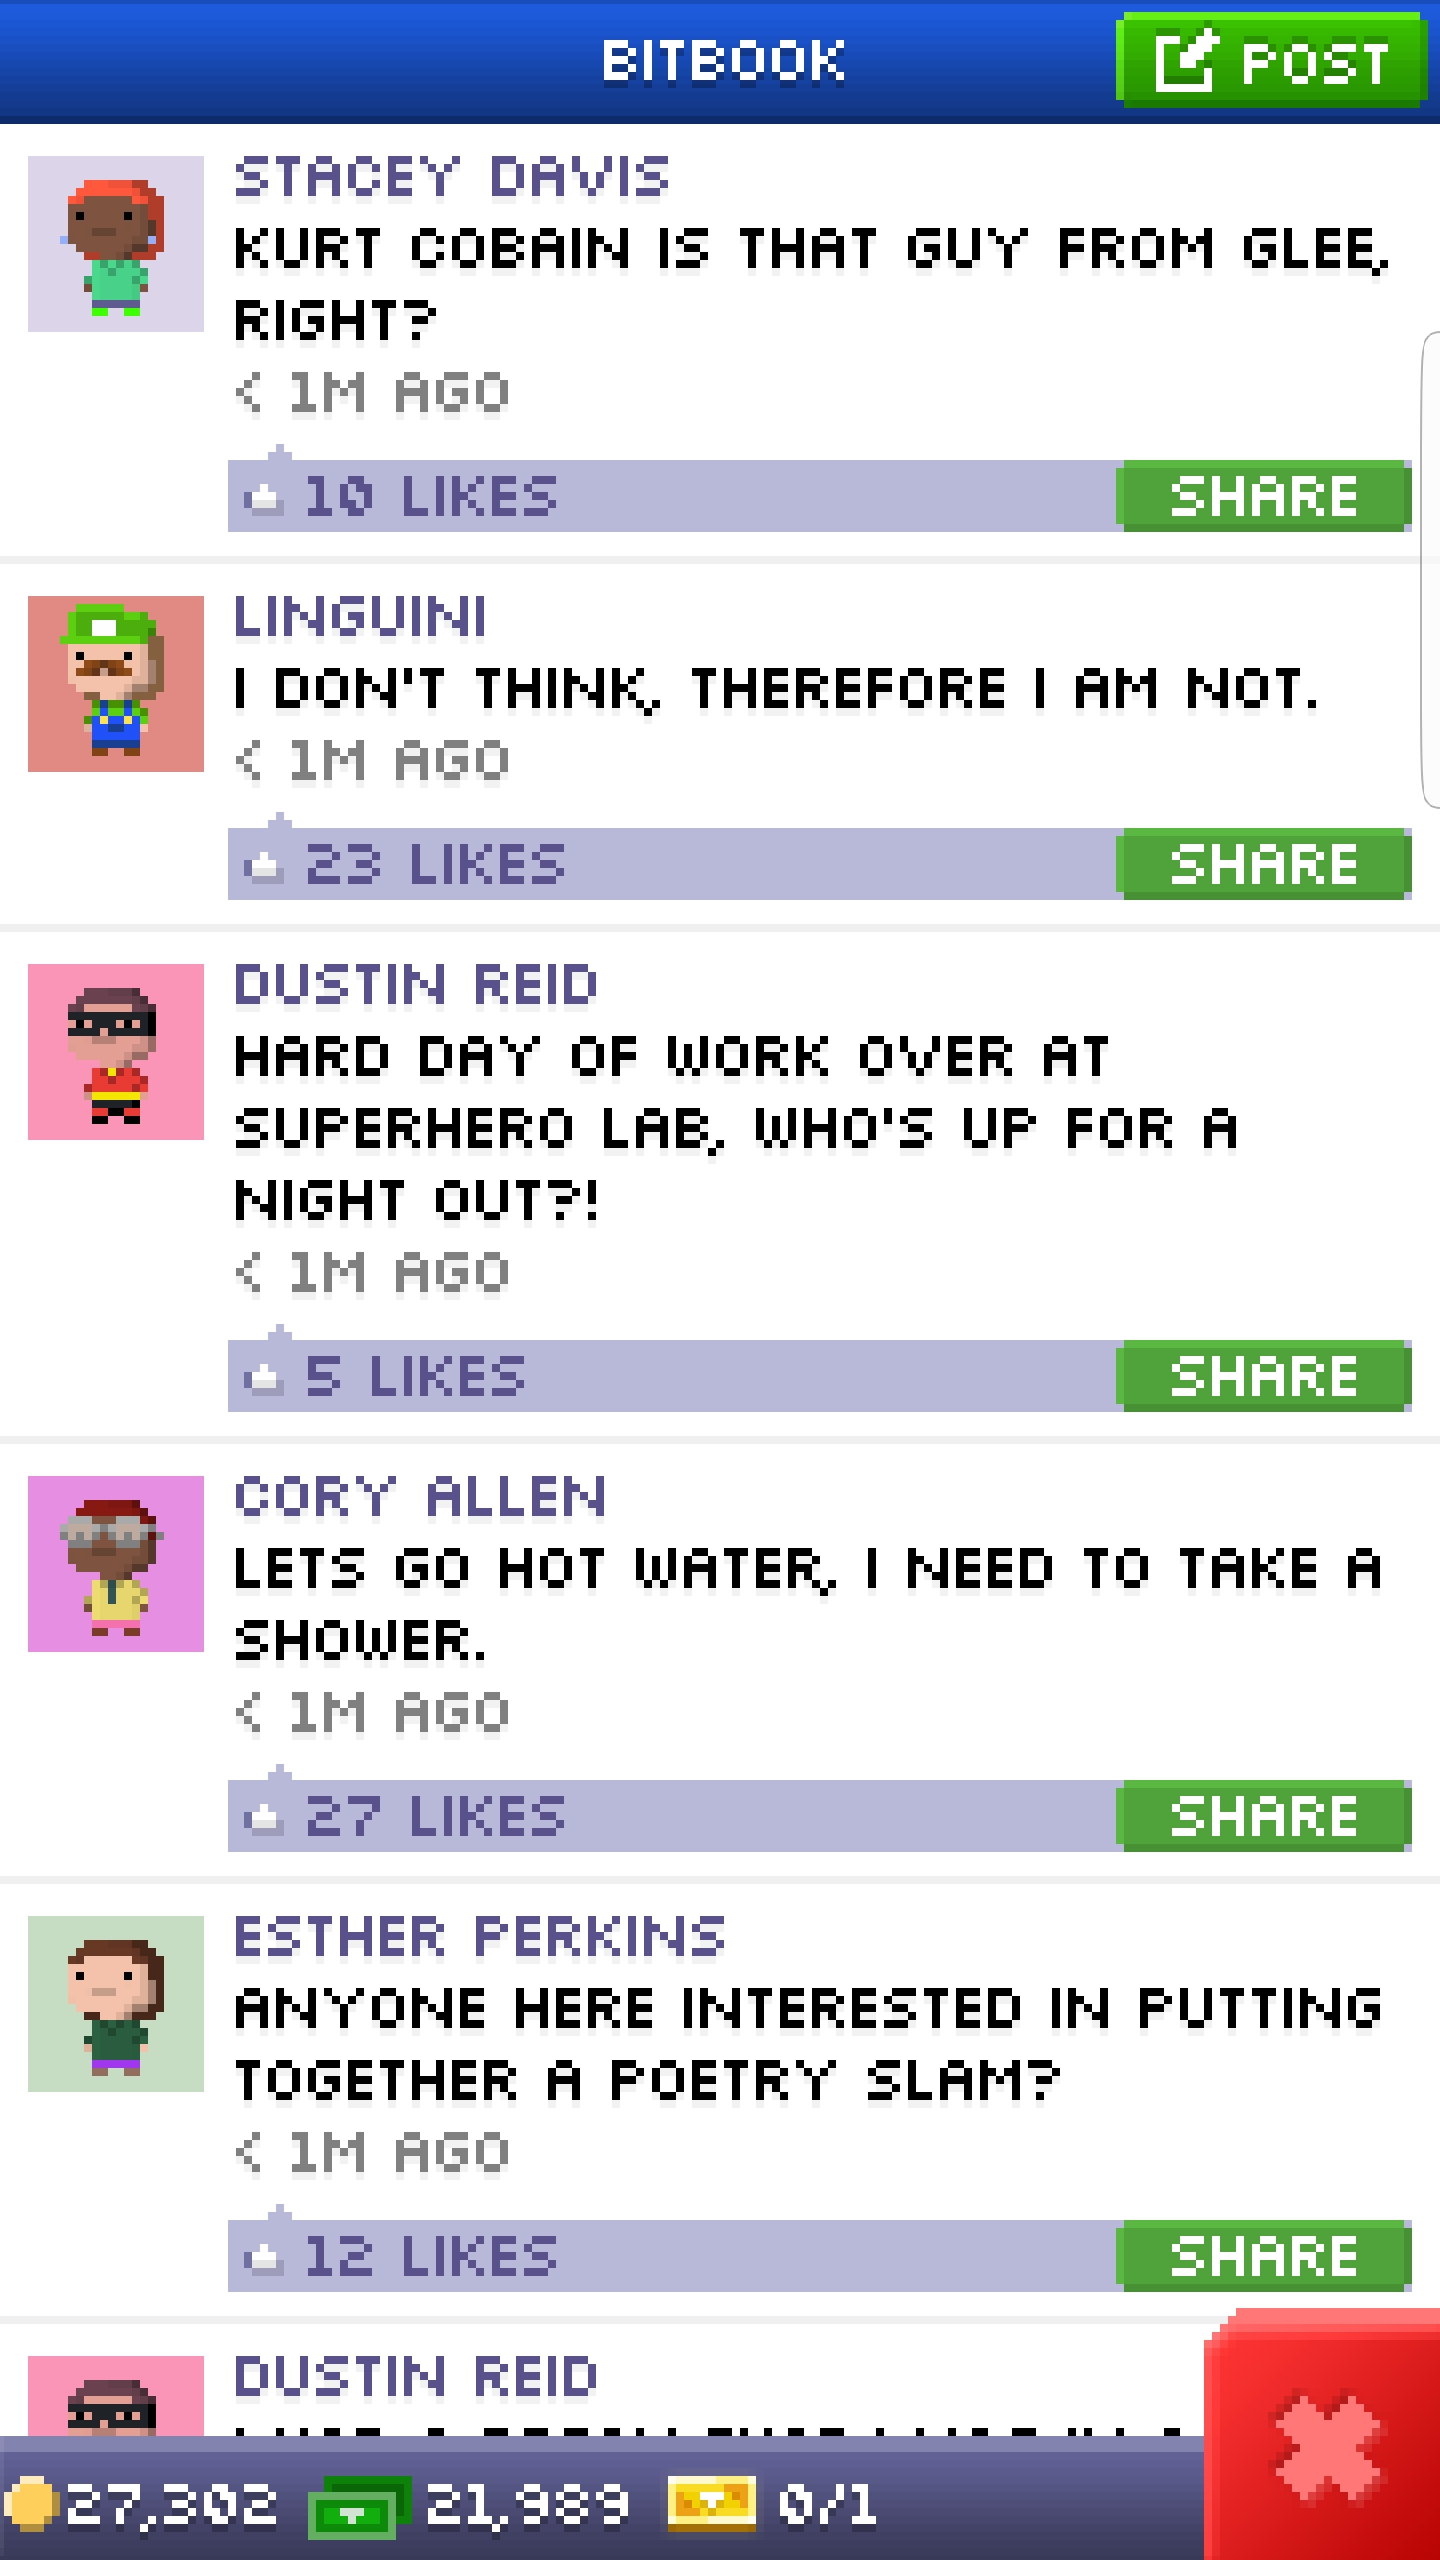 BITBOOK
POST
STACEY DAVIS
KURT COBAIN IS THAT GUY FROM GLEE,
RIGHT?
< 1M AGO
10 LIKES
SHARE
LINGUINI
I DON'T THINK, THEREFORE I AM NOT.
< 1M AGO
23 LIKES
SHARE
DUSTIN REID
HARD DAY OF WORK OVER AT
SUPERHERO LAB, WHO'S UP FOR A
NIGHT OUT?!
< 1M AGO
5 LIKES
SHARE
CORY ALLEN
LETS GO HOT WATER, I NEED TO TAKE A
SHOWER.
< 1M AGO
27 LIKES
SHARE
ESTHER PERKINS
ANYONE HERE INTERESTED IN PUTTING
TOGETHER A POETRY SLAM?
< 1M AGO
12 LIKES
SHARE
DUSTIN REID
27,302
21,989
0/1